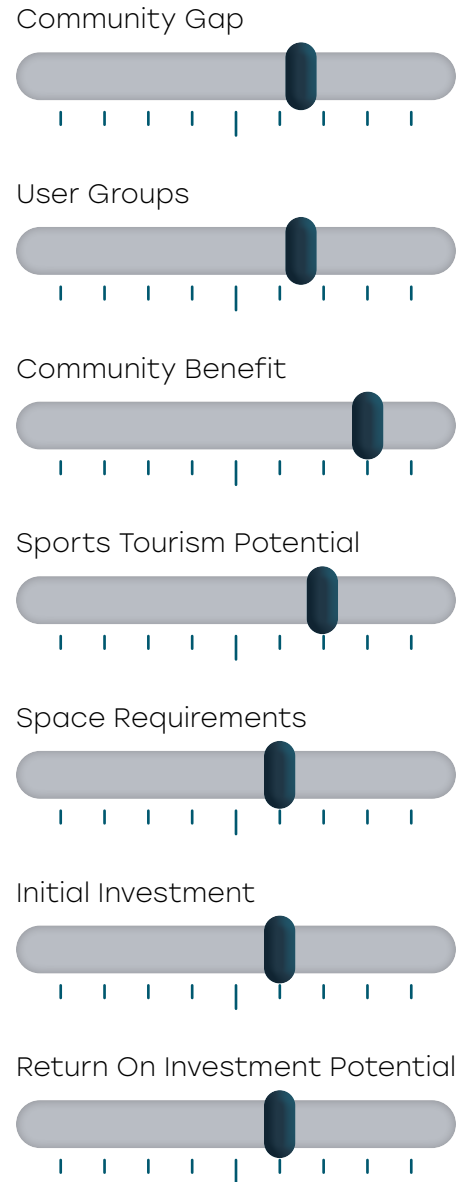 Community Gap
User Groups
Community Benefit
Sports Tourism Potential
Space Requirements
Initial Investment
Return On Investment Potential